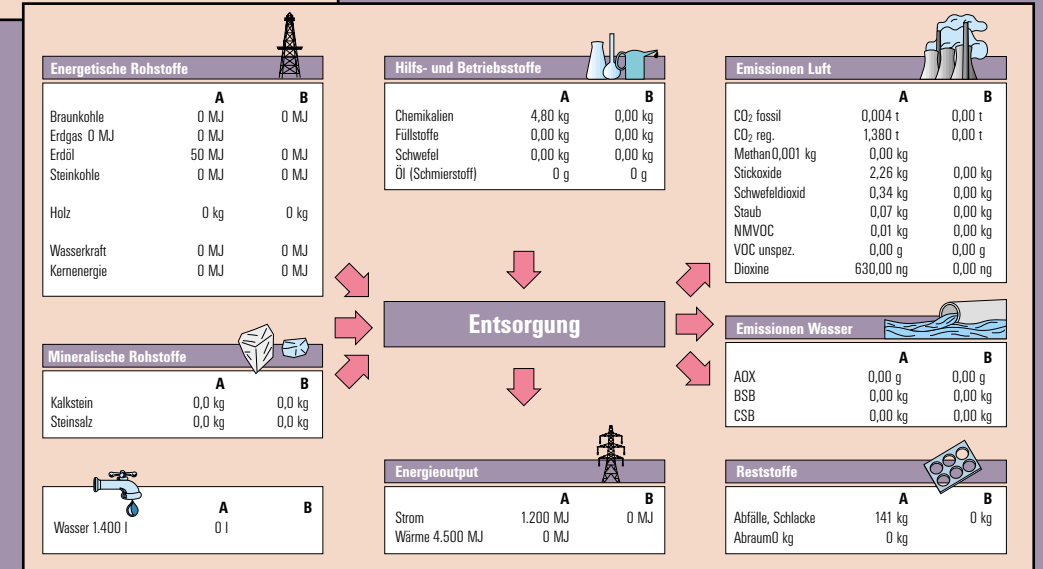 Energetische Rohstoffe
A B
Braunkohle 0 MJ 0 MJ
Erdgas 0 MJ 0 MJ
Erdöl 50 MJ 0 MJ
Steinkohle 0 MJ 0 MJ
Holz 0 kg 0 kg
Wasserkraft 0 MJ 0 MJ
Kernenergie 0 MJ 0 MJ
Mineralische Rohstoffe
A B
Kalkstein 0,0 kg 0,0 kg
Steinsalz 0,0 kg 0,0 kg
A B
Wasser 1.400 l 0 l
Hilfs- und Betriebsstoffe
A B
Chemikalien 4,80 kg 0,00 kg
Füllstoffe 0,00 kg 0,00 kg
Schwefel 0,00 kg 0,00 kg
Öl (Schmierstoff) 0 g 0 g
Entsorgung
Energieoutput
A B
Strom 1.200 MJ 0 MJ
Wärme 4.500 MJ 0 MJ
Emissionen Luft
A B
CO2 fossil 0,004 t 0,00 t
CO2 reg. 1,380 t 0,00 t
Methan0,001 kg 0,00 kg
Stickoxide 2,26 kg 0,00 kg
Schwefeldioxid 0,34 kg 0,00 kg
Staub 0,07 kg 0,00 kg
NMVOC 0,01 kg 0,00 kg
VOC unspez. 0,00 g 0,00 g
Dioxine 630,00 ng 0,00 ng
Emissionen Wasser
A B
AOX 0,00 g 0,00 g
BSB 0,00 kg 0,00 kg
CSB 0,00 kg 0,00 kg
Reststoffe
A B
Abfälle, Schlacke 141 kg 0 kg
Abraum0 kg 0 kg